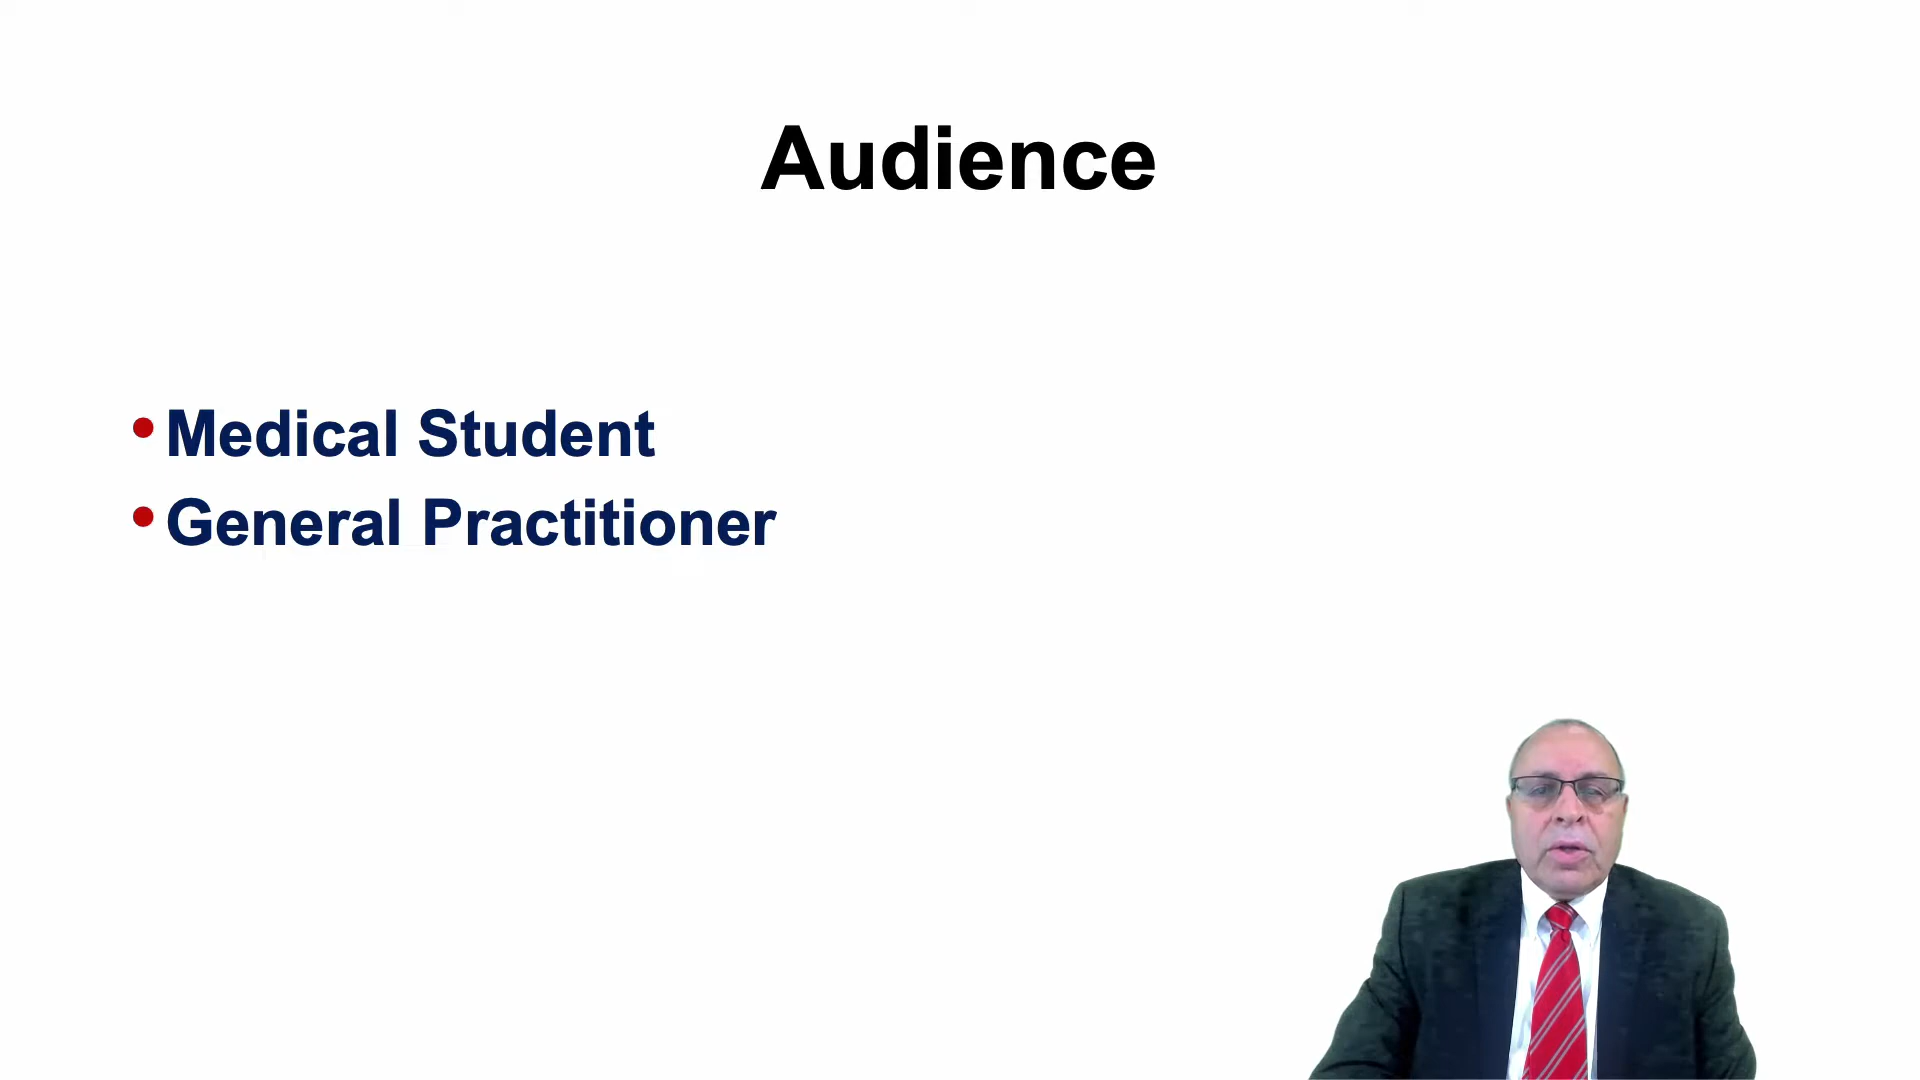 Audience
• Medical Student
• General Practitioner